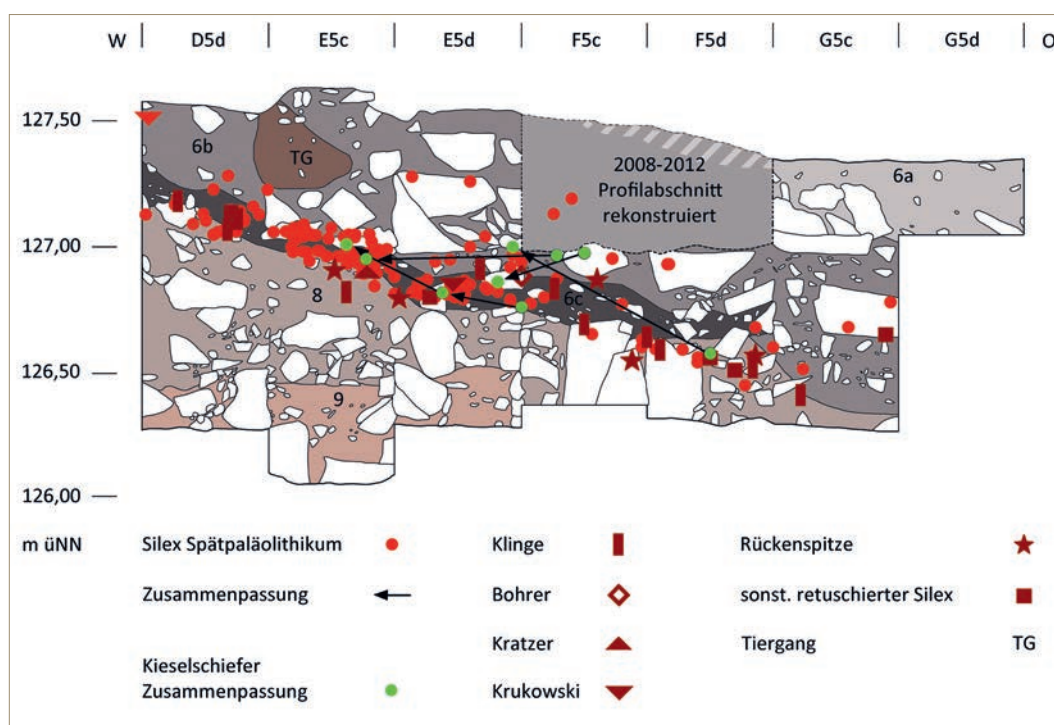 W D5d E5c E5d F5c F5d G5c G5d O
127,50
6b
TG
2008-2012
Profilabschnitt
rekonstruiert
6a
127,00
8
6c
126,50
9
126,00
m üNN
Silex Spätpaläolithikum
Klinge
Rückenspitze
Zusammenpassung
Bohrer
sonst. retuschierter Silex
Kratzer
Tiergang TG
Kieselschiefer
Zusammenpassung
Krukowski